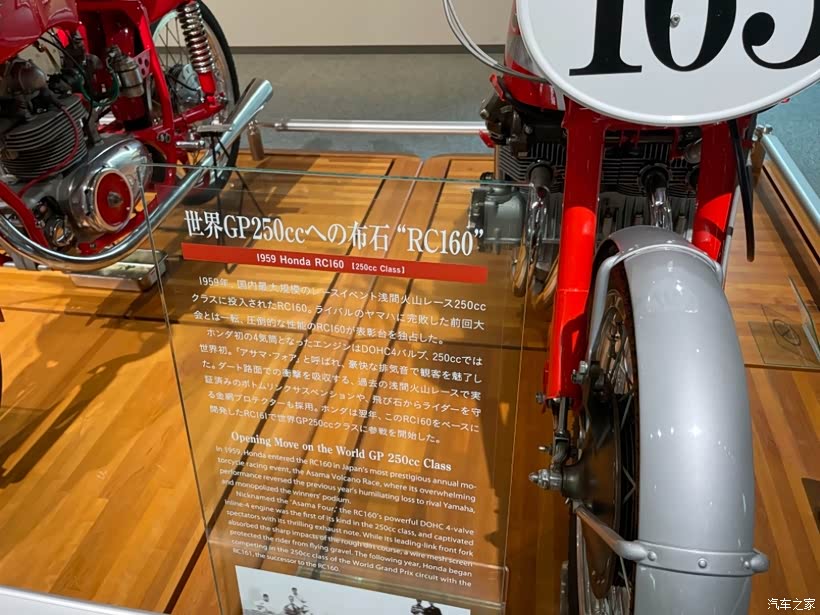 163
世界GP250ccへの布石 “RC160”
1959 Honda RC160 [250cc Class]
1959年、国内最大規模のレースイベント浅間火山レース250cc
クラスに投入されたRC160。ライバルのヤマハに完敗した前回大
会とは一転、圧倒的な性能のRC160が表彰台を独占した。
ホンダ初の4気筒となったエンジンはDOHC4バルブ、250ccでは
世界初。「アサマ・フォア」と呼ばれ、豪快な排気音で観客を魅了し
た。ダート路面での衝撃を吸収する、過去の浅間火山レースで実
証済みのボトムリンクサスペンションや、飛び石からライダーを守
る金網プロテクターも採用。ホンダは翌年、このRC160をベースに
開発したRC161で世界GP250ccクラスに参戦を開始した。
Opening Move on the World GP 250cc Class
In 1959, Honda entered the RC160 in Japan's most prestigious annual mo-
torcycle racing event, the Asama Volcano Race, where its overwhelming
performance reversed the previous year's humiliating loss to rival Yamaha,
and monopolized the winners' podium.
Nicknamed the "Asama Four," the RC160's powerful DOHC 4-valve
inline-4 engine was the first of its kind in the 250cc class, and captivated
spectators with its thrilling exhaust note. While its leading-link front fork
absorbed the sharp impacts of the rough dirt course, a wire mesh screen
protected the rider from flying gravel. The following year, Honda began
competing in the 250cc class of the World Grand Prix circuit with the
RC161, the successor to the RC160.
汽车之家